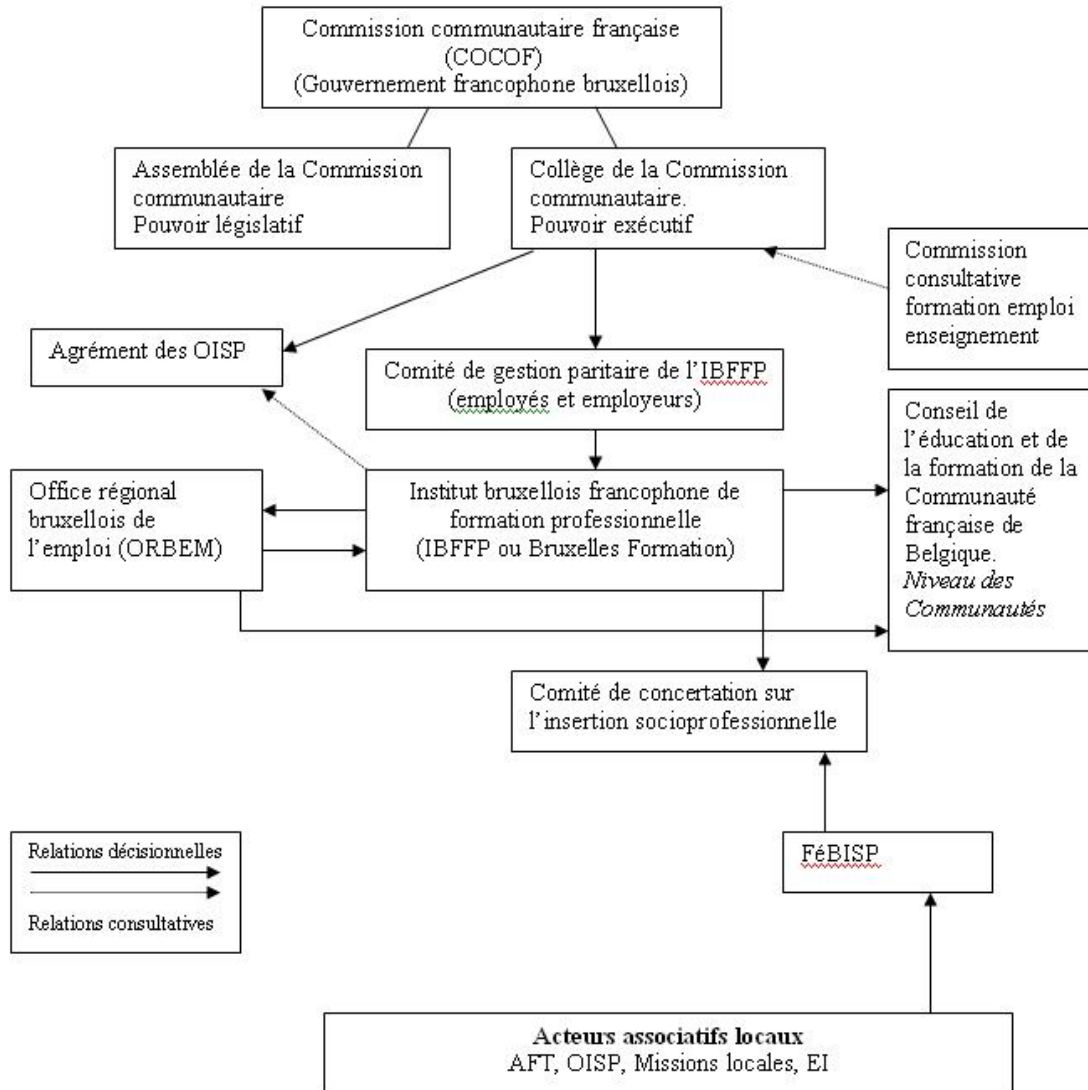 Commission communautaire française
(COCOF)
(Gouvernement francophone bruxellois)
Assemblée de la Commission
communautaire
Pouvoir législatif
Collège de la Commission
communautaire.
Pouvoir exécutif
Commission
consultative
formation emploi
enseignement
Agrément des OISP
Comité de gestion paritaire de l'IBFFP
(employés et employeurs)
Conseil de
l'éducation et de
la formation de la
Communauté
française de
Belgique.
Niveau des
Communautés
Office régional
bruxellois de
l'emploi (ORBEM)
Institut bruxellois francophone de
formation professionnelle
(IBFFP ou Bruxelles Formation)
Comité de concertation sur
l'insertion socioprofessionnelle
Relations décisionnelles
Relations consultatives
FéBISP
Acteurs associatifs locaux
AFT, OISP, Missions locales, EI